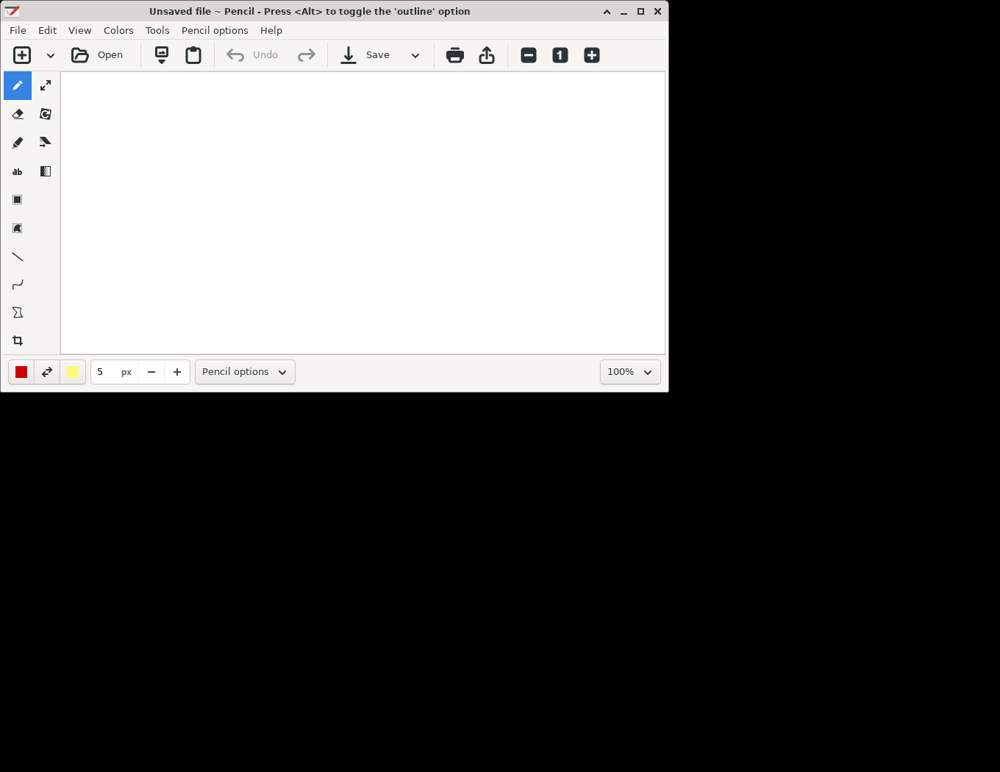 Unsaved file ~ Pencil - Press <Alt> to toggle the 'outline' option
File Edit View Colors Tools Pencil options Help
Open Undo Save 1
ab
5 px Pencil options 100%